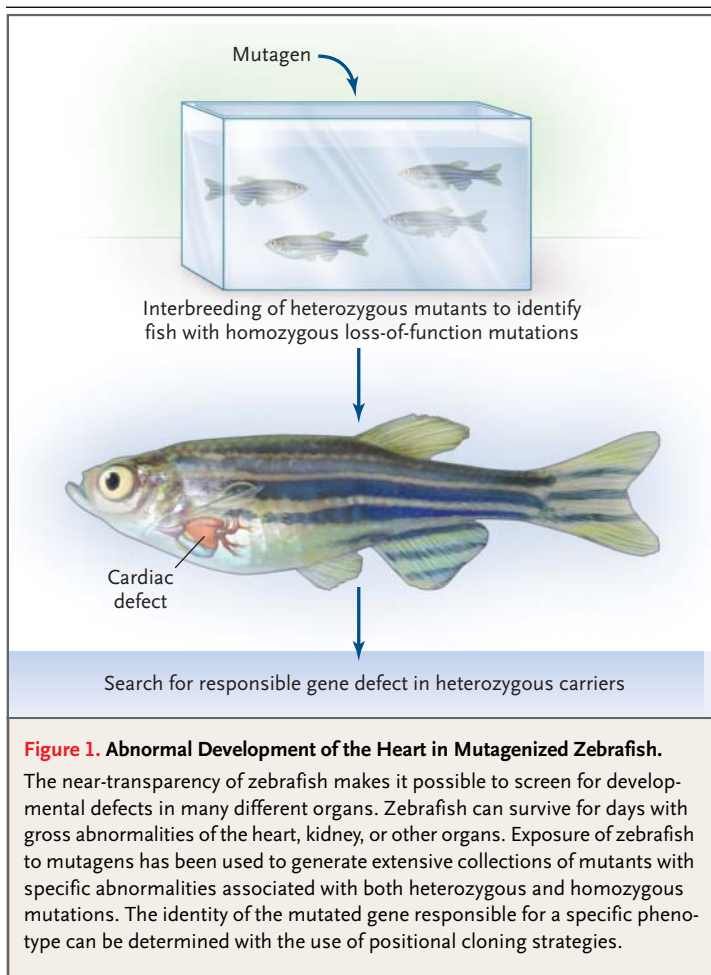 Mutagen
Interbreeding of heterozygous mutants to identify
fish with homozygous loss-of-function mutations
Cardiac
defect
Search for responsible gene defect in heterozygous carriers
Figure 1. Abnormal Development of the Heart in Mutagenized Zebrafish.
The near-transparency of zebrafish makes it possible to screen for develop-
mental defects in many different organs. Zebrafish can survive for days with
gross abnormalities of the heart, kidney, or other organs. Exposure of zebrafish
to mutagens has been used to generate extensive collections of mutants with
specific abnormalities associated with both heterozygous and homozygous
mutations. The identity of the mutated gene responsible for a specific pheno-
type can be determined with the use of positional cloning strategies.